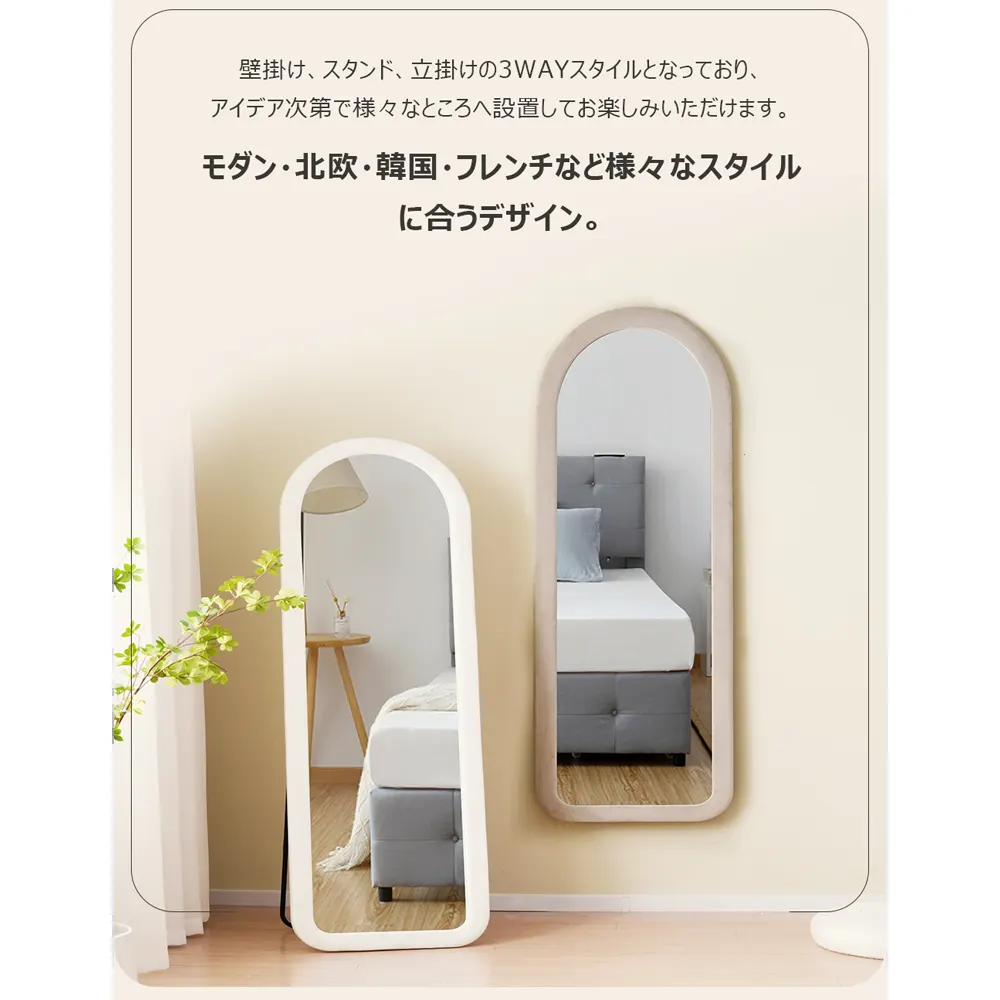 壁掛け、スタンド、立掛けの3WAYスタイルとなっており、
アイデア次第で様々なところへ設置してお楽しみいただけます。
モダン・北欧・韓国・フレンチなど様々なスタイル
に合うデザイン。